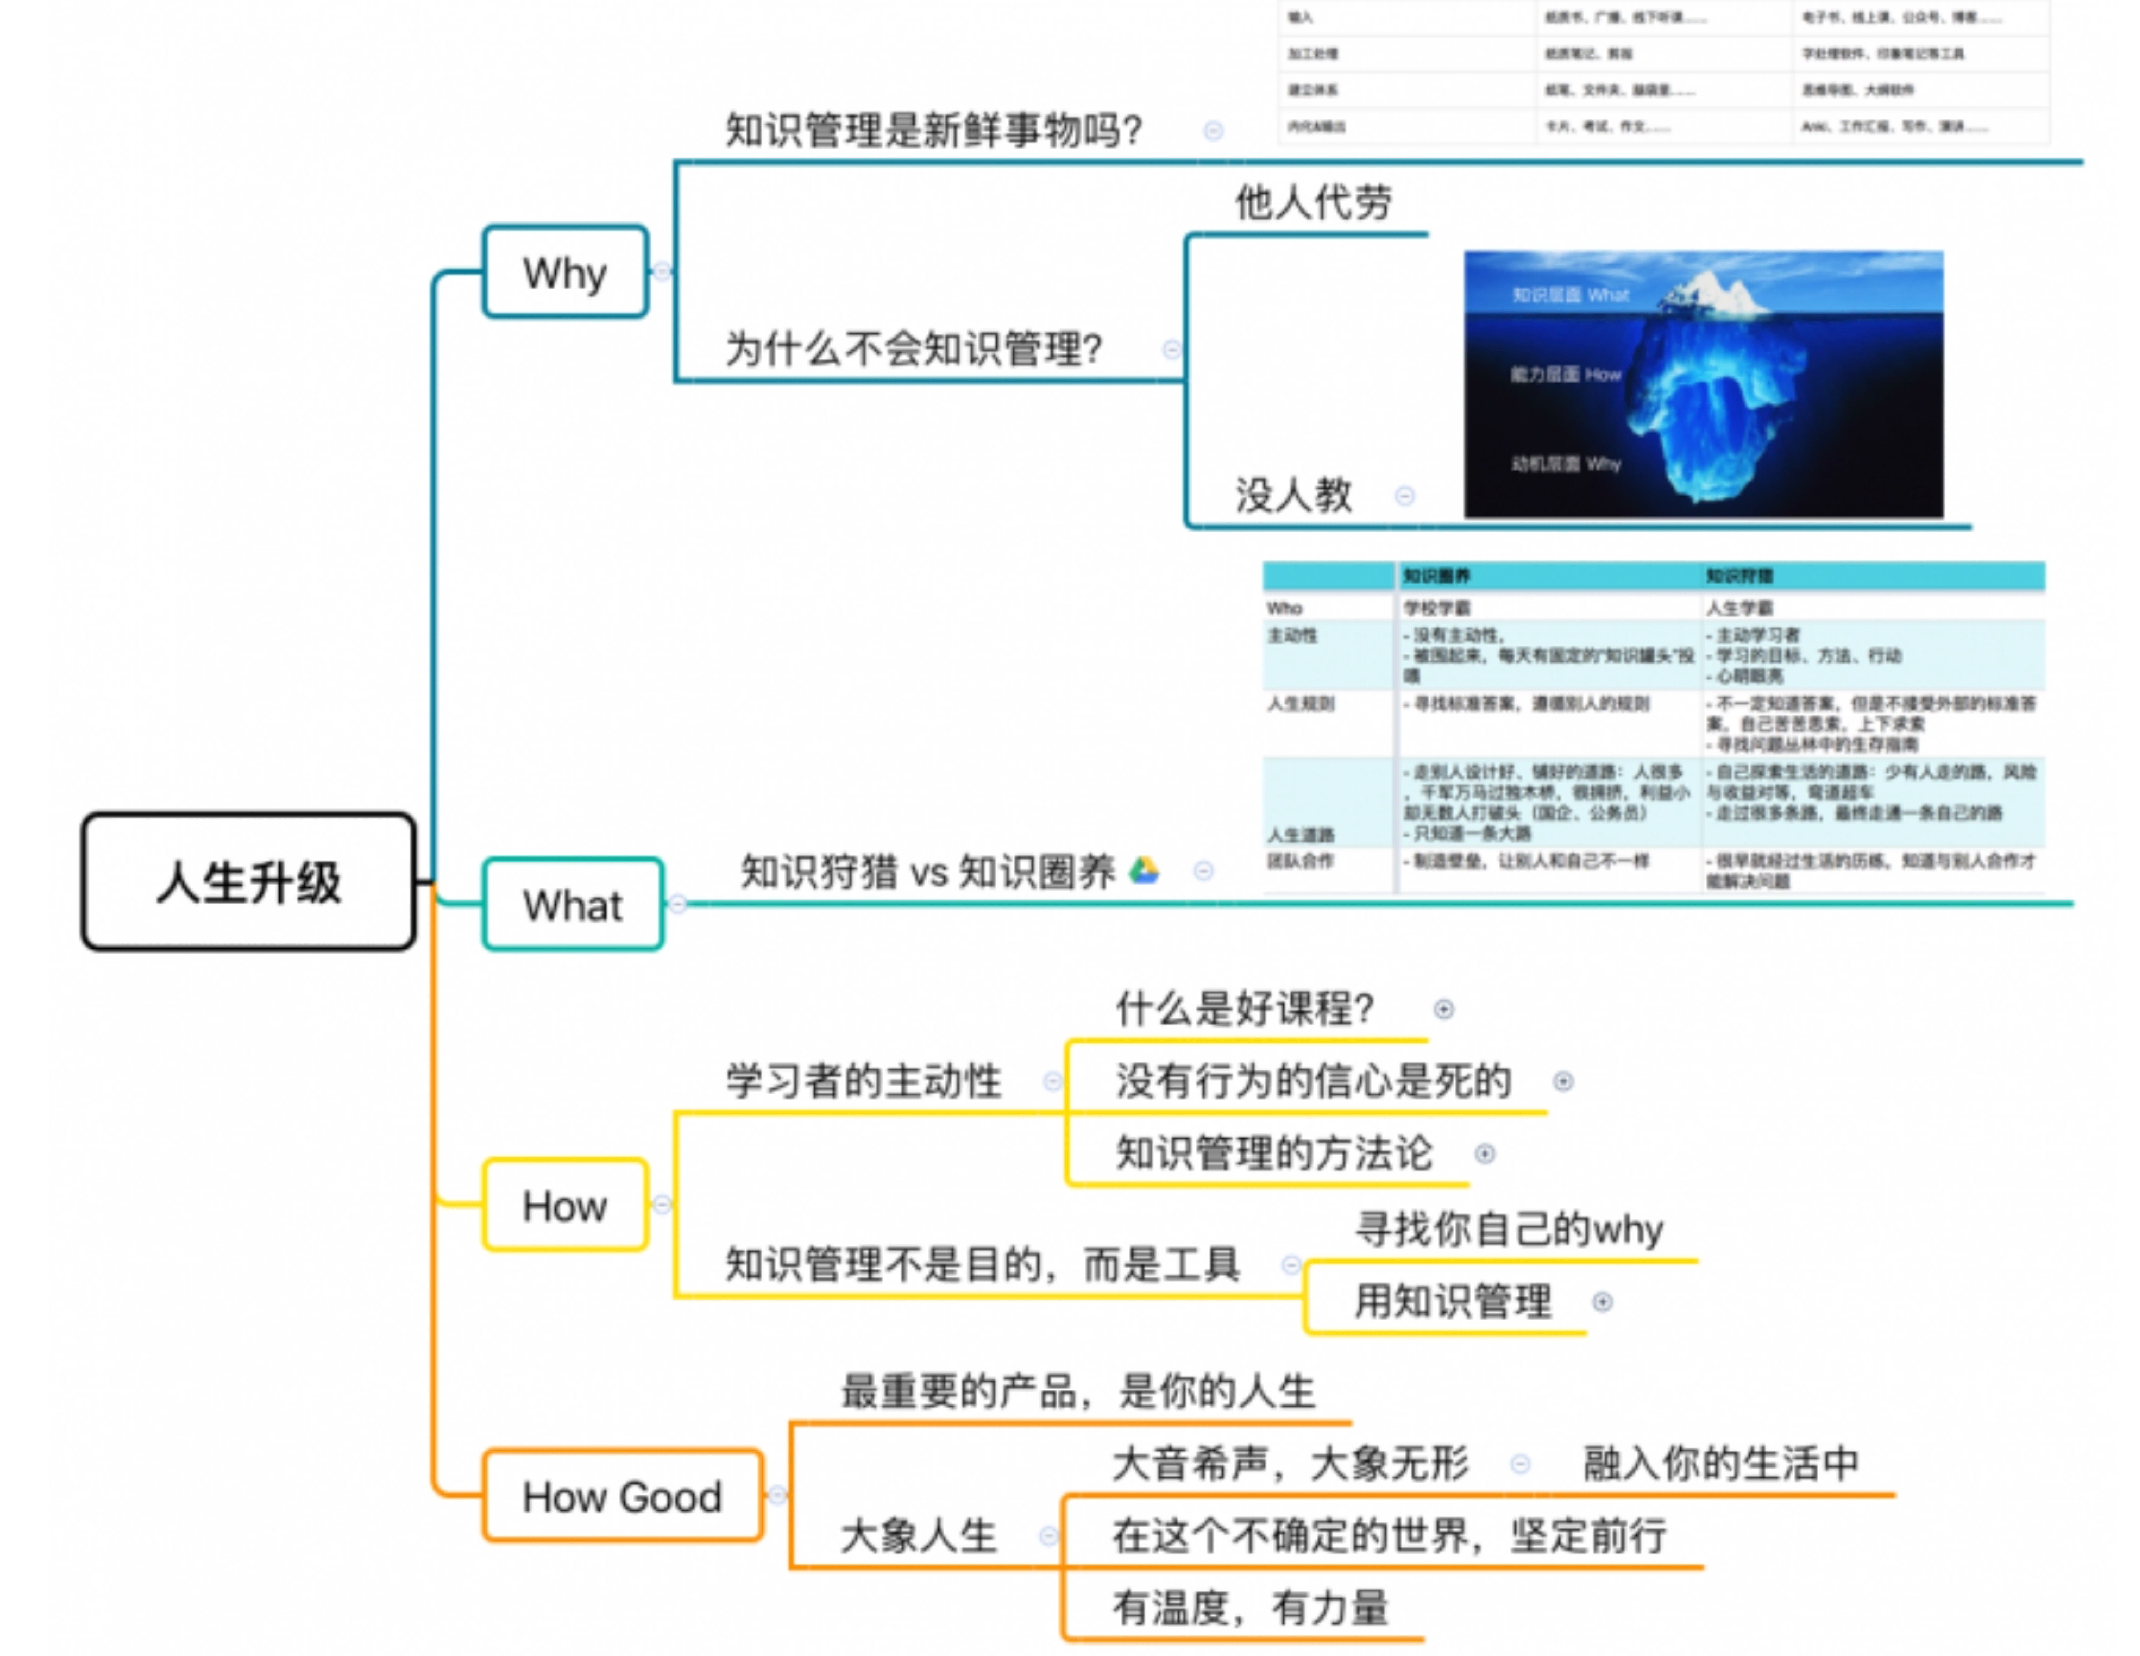 输入 纸质书、广播、线下听课…… 电子书、线上课、公众号、博客……
加工处理 纸质笔记、剪报 字处理软件、印象笔记等工具
建立体系 纸笔、文件夹、脑袋里…… 思维导图、大纲软件
内化&输出 卡片、考试、作文…… Anki、工作汇报、写作、演讲……
知识管理是新鲜事物吗？
他人代劳
Why
知识层面 What
为什么不会知识管理？
能力层面 How
动机层面 Why
没人教
知识圈养 知识狩猎
Who 学校学霸 人生学霸
主动性 - 没有主动性， - 主动学习者
- 被围起来，每天有固定的“知识罐头”投 - 学习的目标、方法、行动
喂 - 心明眼亮
人生规则 - 寻找标准答案，遵循别人的规则 - 不一定知道答案，但是不接受外部的标准答
案，自己苦苦思索，上下求索
- 寻找问题丛林中的生存指南
- 走别人设计好、铺好的道路：人很多 - 自己探索生活的道路：少有人走的路，风险
，千军万马过独木桥，很拥挤，利益小 与收益对等，弯道超车
却无数人打破头（国企、公务员） - 走过很多条路，最终走通一条自己的路
人生道路 - 只知道一条大路
团队合作 - 制造壁垒，让别人和自己不一样 - 很早就经过生活的历练，知道与别人合作才
能解决问题
人生升级
What
知识狩猎 vs 知识圈养
什么是好课程？
学习者的主动性
没有行为的信心是死的
知识管理的方法论
How
寻找你自己的why
知识管理不是目的，而是工具
用知识管理
最重要的产品，是你的人生
大音希声，大象无形 融入你的生活中
How Good
大象人生
在这个不确定的世界，坚定前行
有温度，有力量